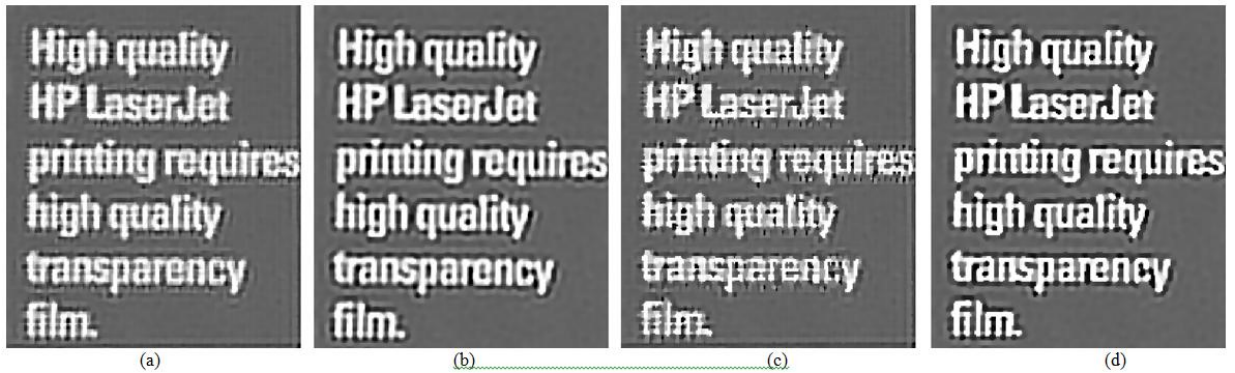 High quality
HP LaserJet
printing requires
high quality
transparency
film.
(a)
High quality
HP LaserJet
printing requires
high quality
transparency
film.
(b)
High quality
HP LaserJet
printing requires
high quality
transparency
film.
(c)
High quality
HP LaserJet
printing requires
high quality
transparency
film.
(d)